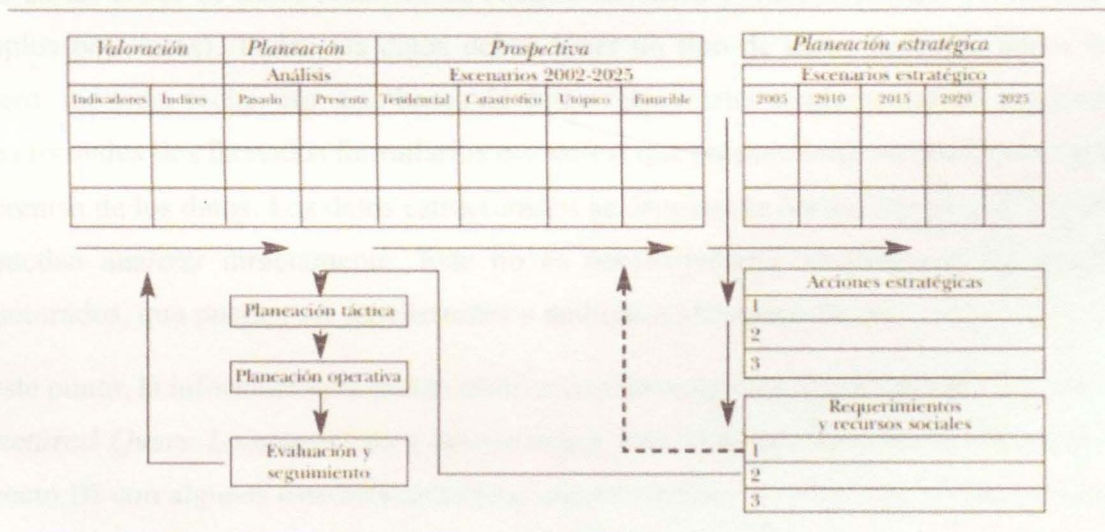 Valoración Planeación Prospectiva
Análisis Escenarios 2002-2025
Indicadores Índices Pasado Presente Tendencial Catastrófico Utópico Futurible
Planeación estratégica
Escenarios estratégico
2005 2010 2015 2020 2025
Planeación táctica
Planeación operativa
Evaluación y
seguimiento
Acciones estratégicas
1
2
3
Requerimientos
y recursos sociales
1
2
3